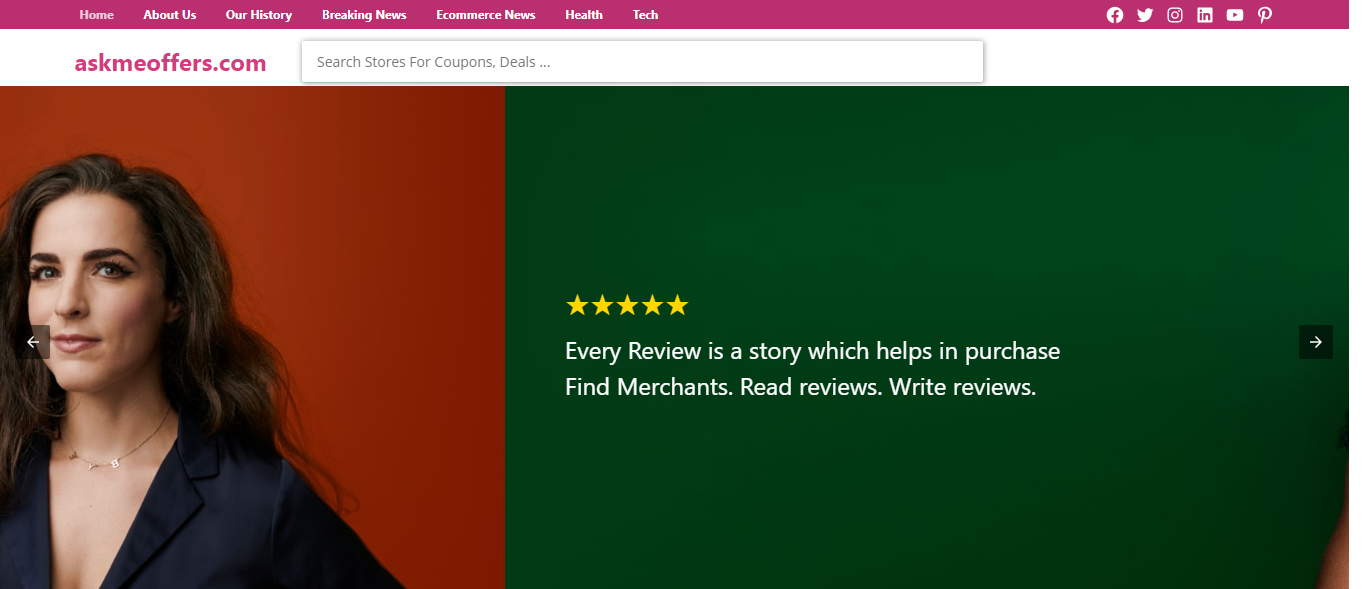 Home About Us Our History Breaking News Ecommerce News Health Tech
askmeoffers.com
Search Stores For Coupons, Deals ...
Every Review is a story which helps in purchase
Find Merchants. Read reviews. Write reviews.